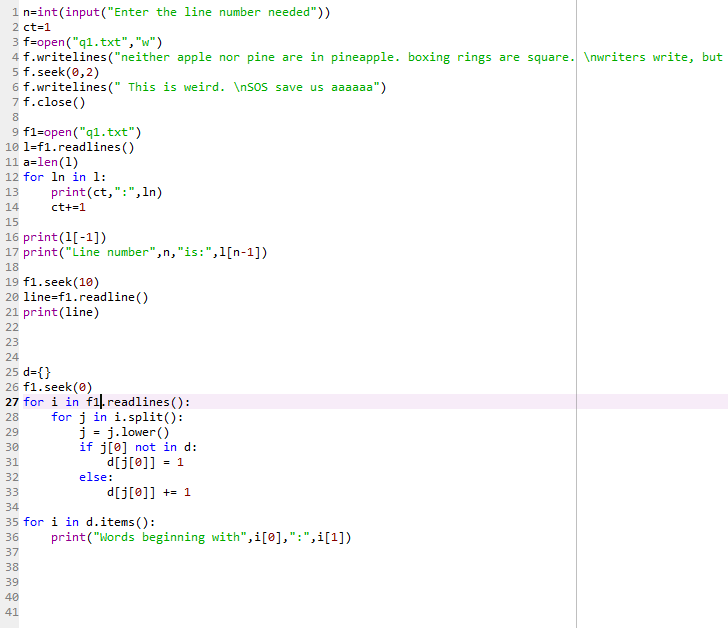 1 n=int(input("Enter the line number needed"))
2 ct=1
3 f=open("q1.txt","w")
4 f.writelines("neither apple nor pine are in pineapple. boxing rings are square. \nwriters write, but
5 f.seek(0,2)
6 f.writelines(" This is weird. \nSOS save us aaaaaa")
7 f.close()
8
9 f1=open("q1.txt")
10 l=f1.readlines()
11 a=len(l)
12 for ln in l:
13     print(ct,":",ln)
14     ct+=1
15
16 print(l[-1])
17 print("Line number",n,"is:",l[n-1])
18
19 f1.seek(10)
20 line=f1.readline()
21 print(line)
22
23
24
25 d={}
26 f1.seek(0)
27 for i in f1.readlines():
28     for j in i.split():
29         j = j.lower()
30         if j[0] not in d:
31             d[j[0]] = 1
32         else:
33             d[j[0]] += 1
34
35 for i in d.items():
36     print("Words beginning with",i[0],":",i[1])
37
38
39
40
41